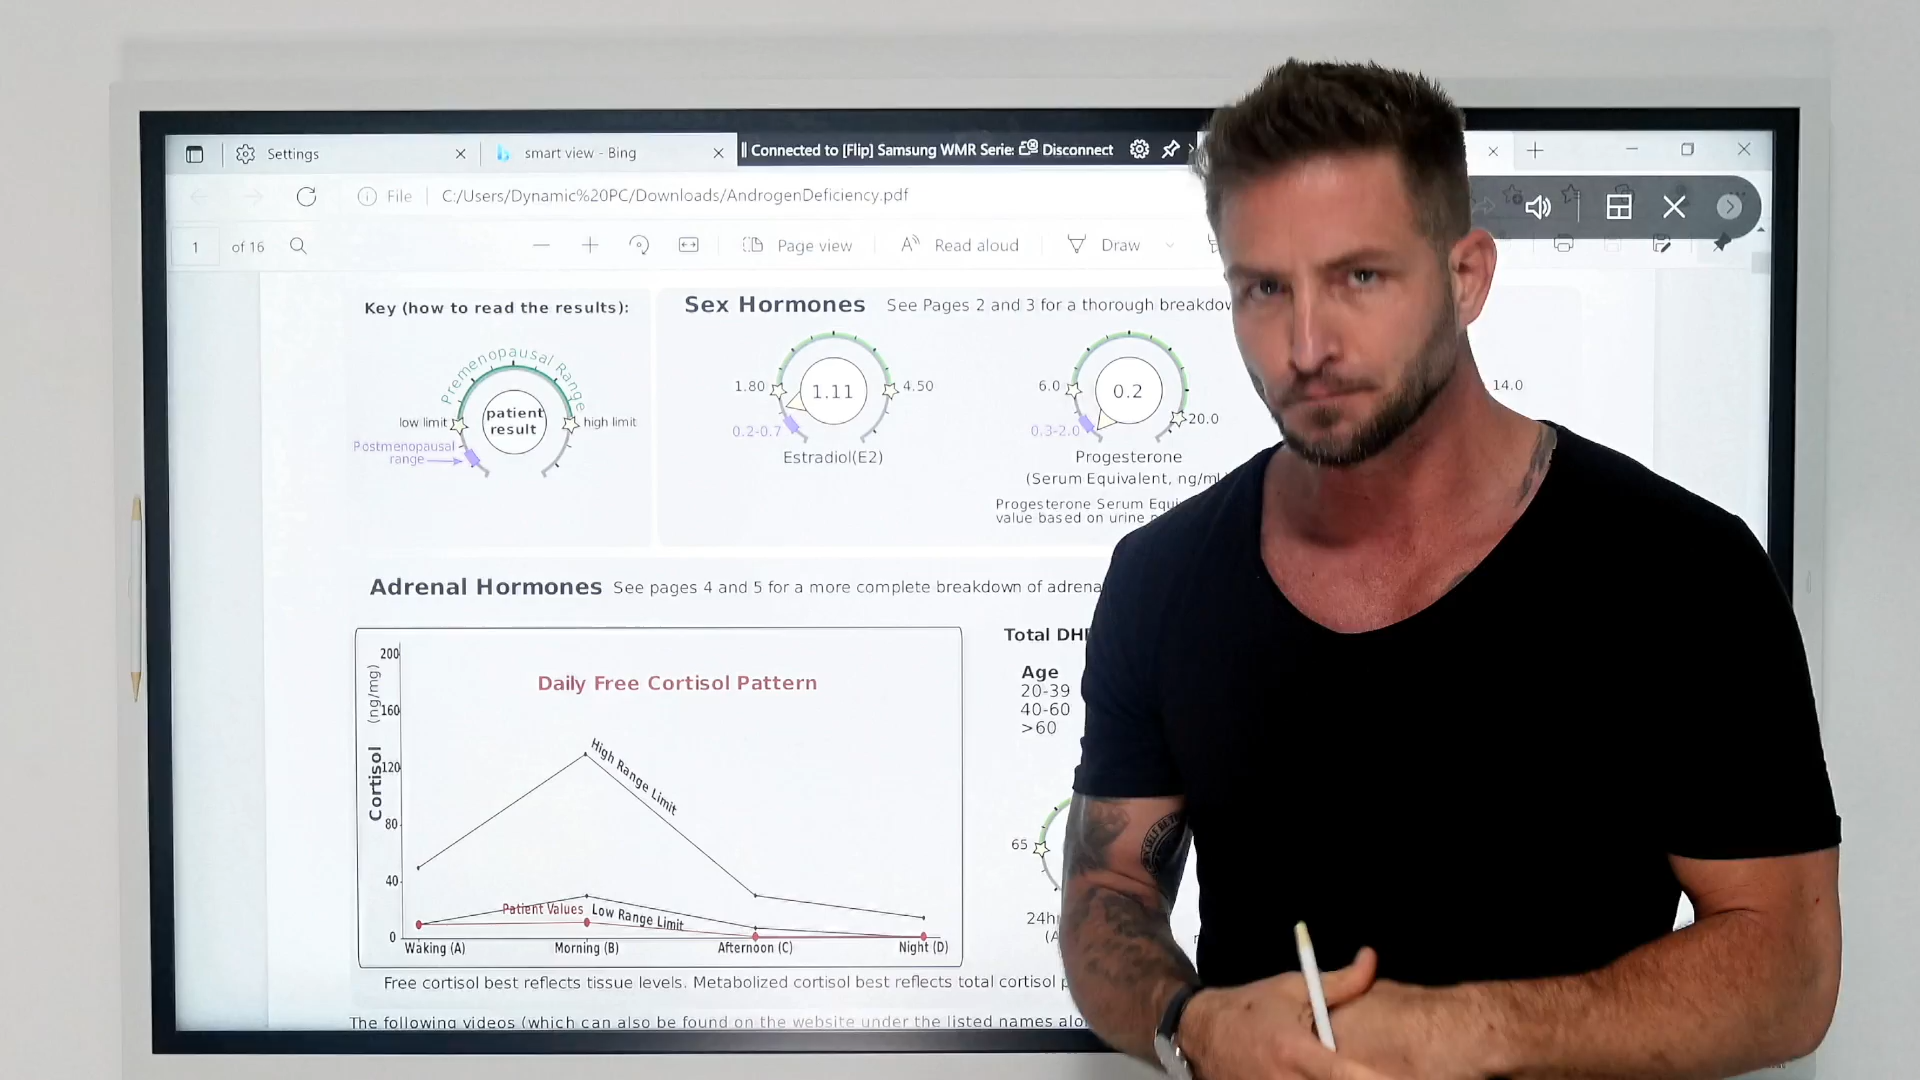 Settings
smart view - Bing
Connected to [Flip] Samsung WMR Serie:
Disconnect
File
C:/Users/Dynamic%20PC/Downloads/AndrogenDeficiency.pdf
1 of 16
Page view
Read aloud
Draw
Key (how to read the results):
Premenopausal Range
patient
result
low limit
high limit
Postmenopausal
range
Sex Hormones See Pages 2 and 3 for a thorough
1.80
1.11
4.50
0.2-0.7
Estradiol(E2)
6.0
0.2
20.0
0.3-2.0
Progesterone
(Serum Equivalent,
14.0
Progesterone Serum
value based on urine
Adrenal Hormones See pages 4 and 5 for a more complete breakdown of
Daily Free Cortisol Pattern
Cortisol (ng/mg)
200
160
120
80
40
0
High Range Limit
Patient Values
Low Range Limit
Waking (A)
Morning (B)
Afternoon (C)
Night (D)
Total
Age
20-39
40-60
>60
65
Free cortisol best reflects tissue levels. Metabolized cortisol best reflects total cortisol
The following videos (which can also be found on the website under the listed names